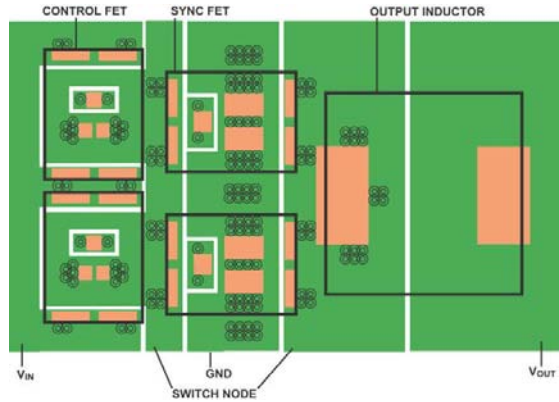 CONTROL FET
SYNC FET
OUTPUT INDUCTOR
VIN
GND
SWITCH NODE
VOUT